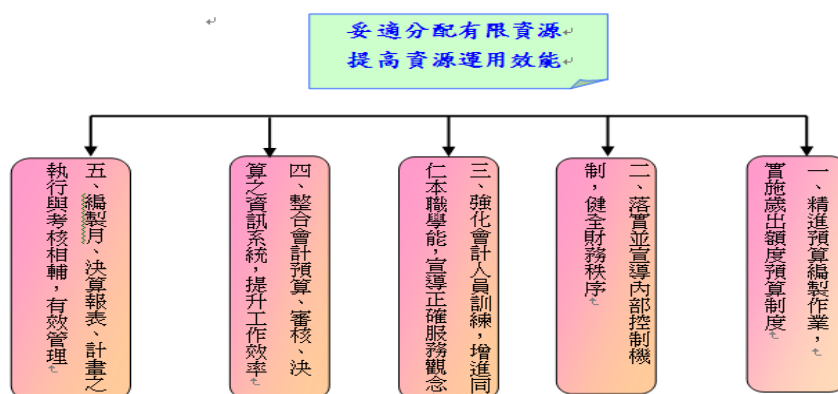 妥適分配有限資源
提高資源運用效能
一、精進預算編製作業，
實施歲出額度預算制度
二、落實並宣導內部控制機
制，健全財務秩序
三、強化會計人員訓練，增進同
仁本職學能，宣導正確服務觀念
四、整合會計預算、審核、決
算之資訊系統，提升工作效率
五、編製月、決算報表、計畫之
執行與考核相輔，有效管理